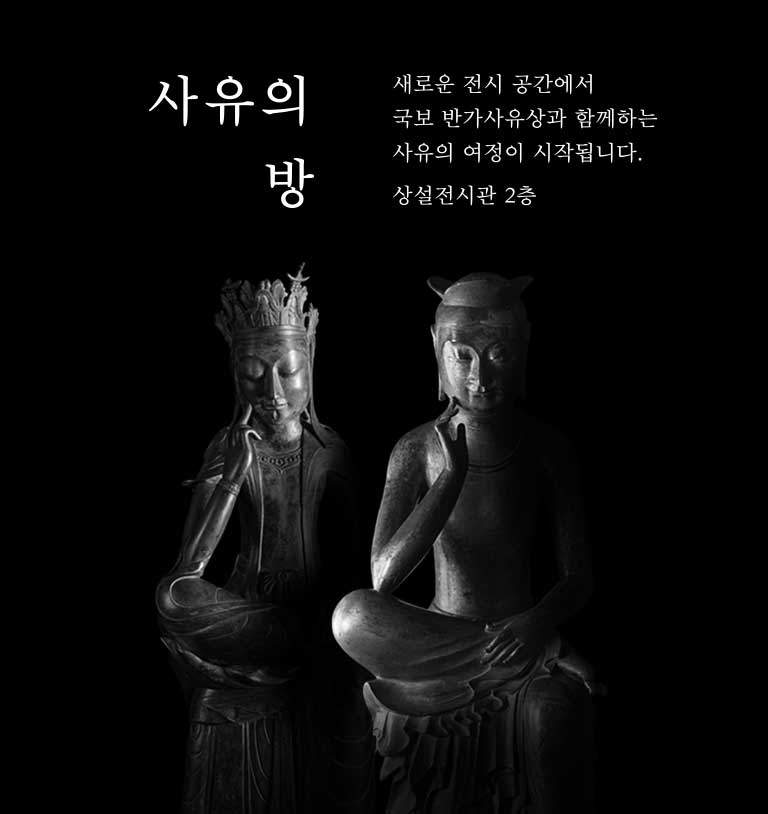 사유의
방
새로운 전시 공간에서
국보 반가사유상과 함께하는
사유의 여정이 시작됩니다.
상설전시관 2층